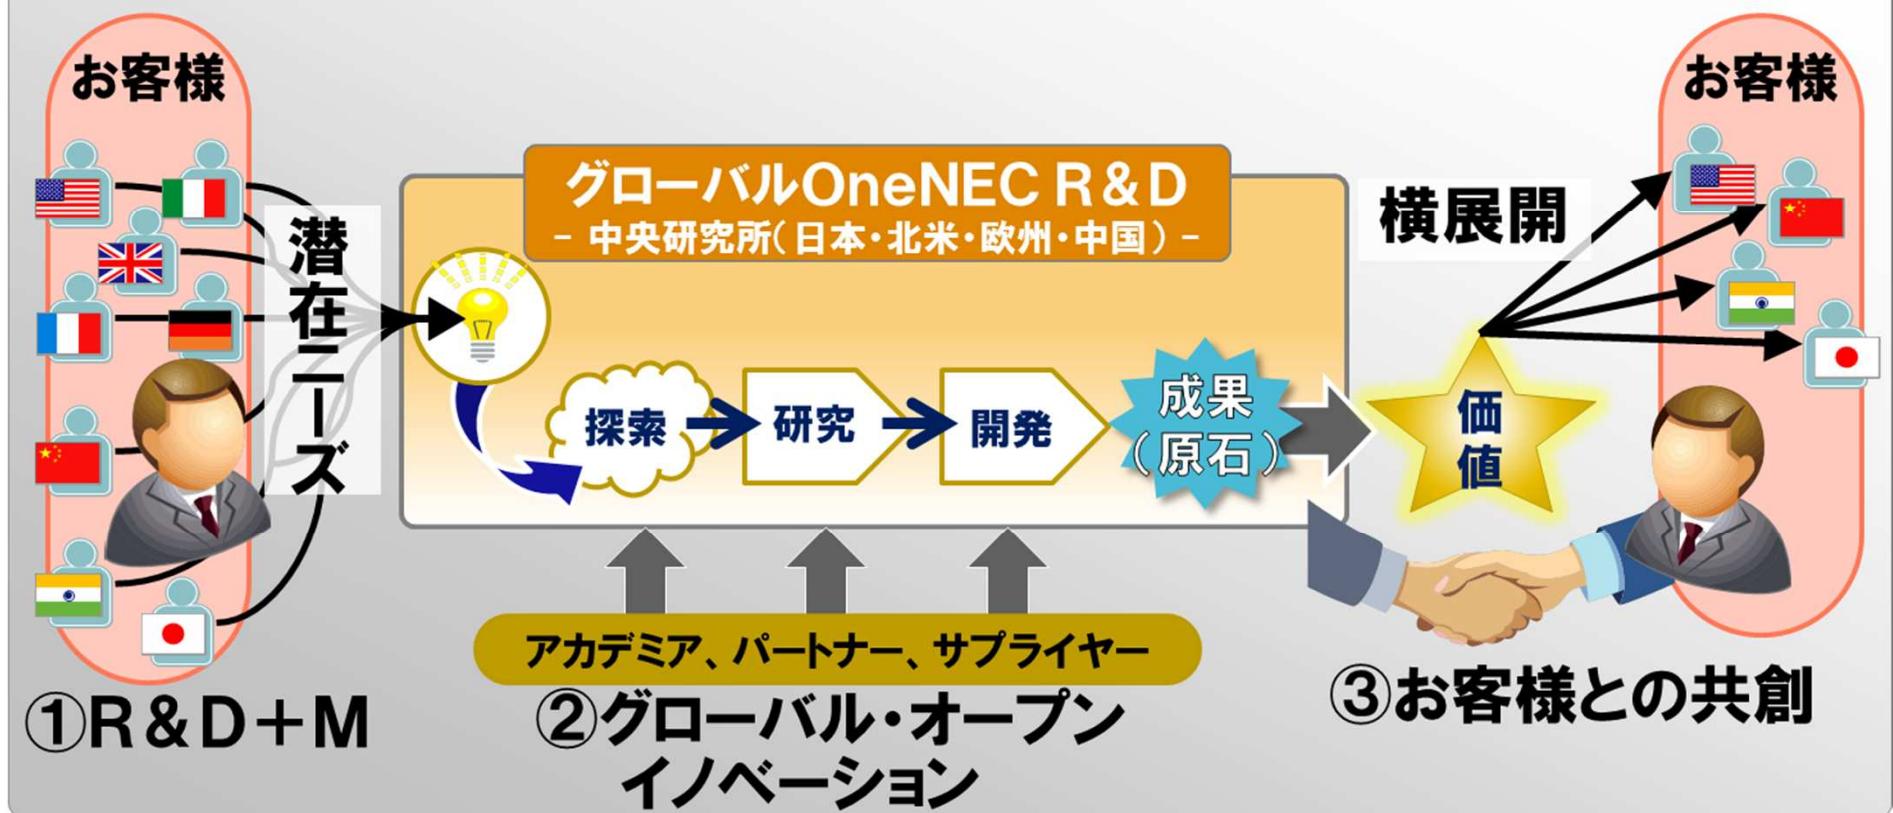 お客様
潜在ニーズ
①R＆D＋M
グローバルOneNEC R＆D
－ 中央研究所（日本・北米・欧州・中国）－
探索
研究
開発
成果
（原石）
アカデミア、パートナー、サプライヤー
②グローバル・オープン
イノベーション
横展開
価
値
お客様
③お客様との共創